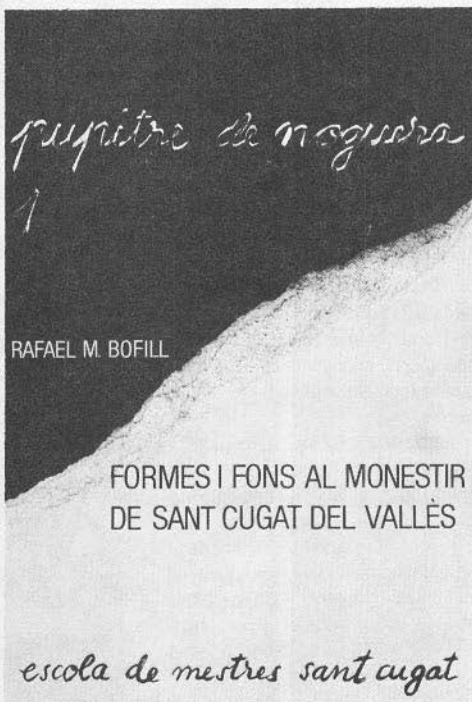 pupitre de noguera
1
RAFAEL M. BOFILL
FORMES I FONS AL MONESTIR
DE SANT CUGAT DEL VALLÈS
escola de mestres sant cugat